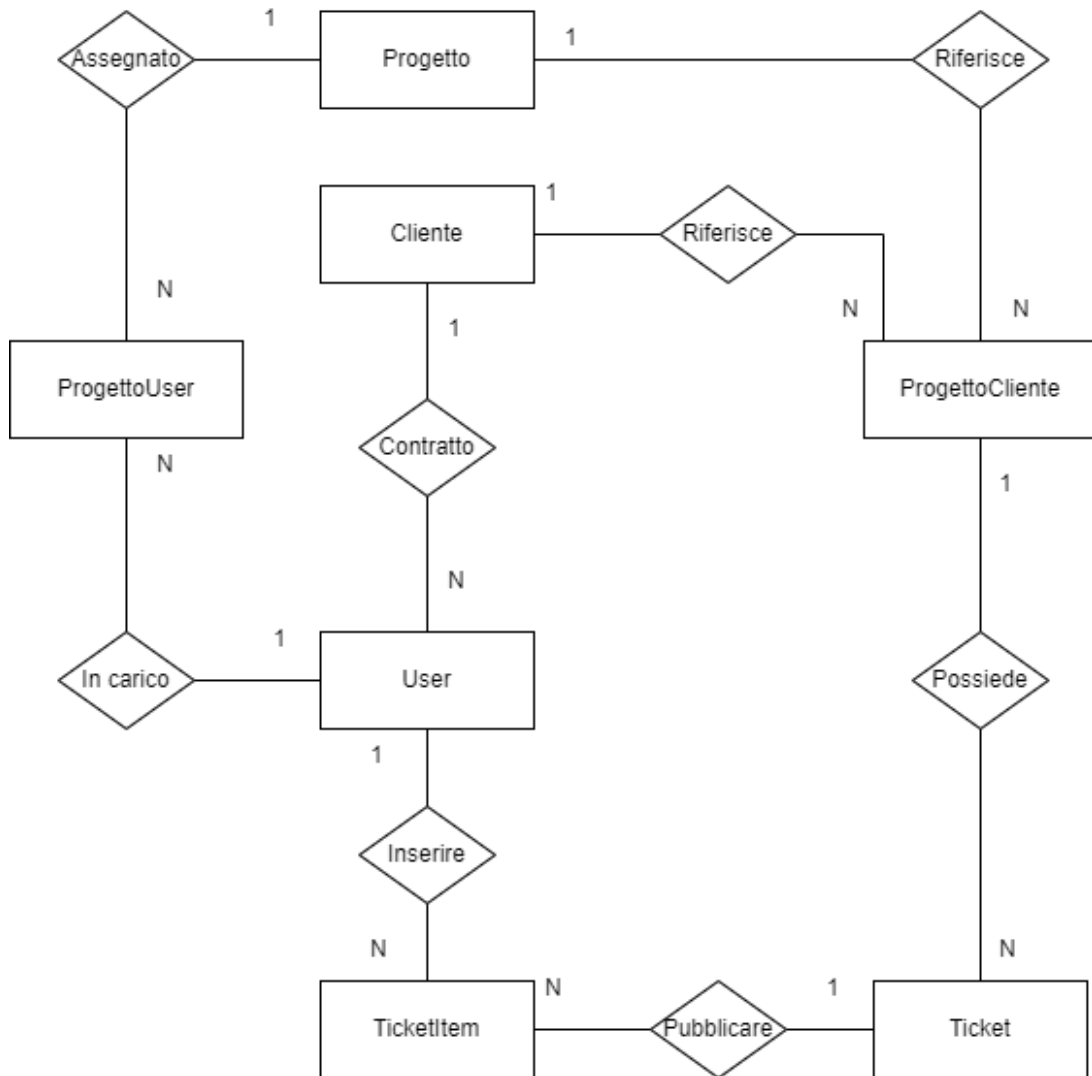 1
1
Assegnato
Progetto
Riferisce
1
Cliente
Riferisce
N
N
N
1
ProgettoUser
ProgettoCliente
Contratto
N
1
N
1
In carico
User
Possiede
1
Inserire
N
N
N
1
TicketItem
Pubblicare
Ticket